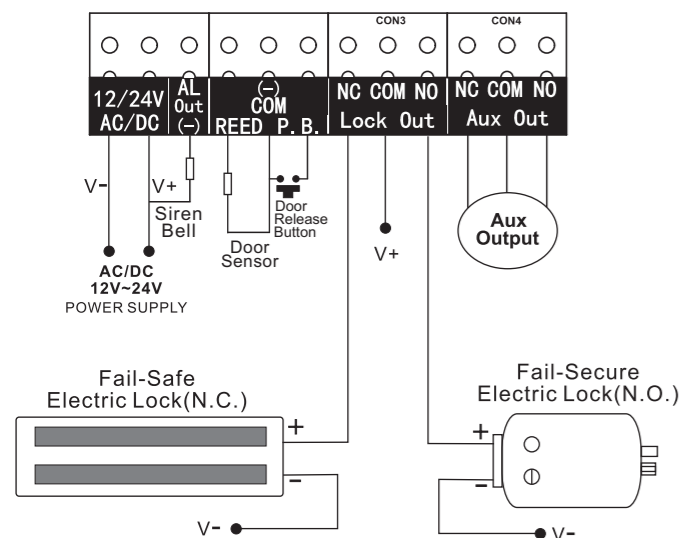 CON3 CON4
12/24V
AC/DC
AL
Out
(-)
(-)
COM
REED P.B.
NC COM NO
Lock Out
NC COM NO
Aux Out
V-
V+
Siren
Bell
AC/DC
12V~24V
POWER SUPPLY
Door
Sensor
Door
Release
Button
V+
Aux
Output
Fail-Safe
Electric Lock(N.C.)
+
-
V-
Fail-Secure
Electric Lock(N.O.)
+
-
V-